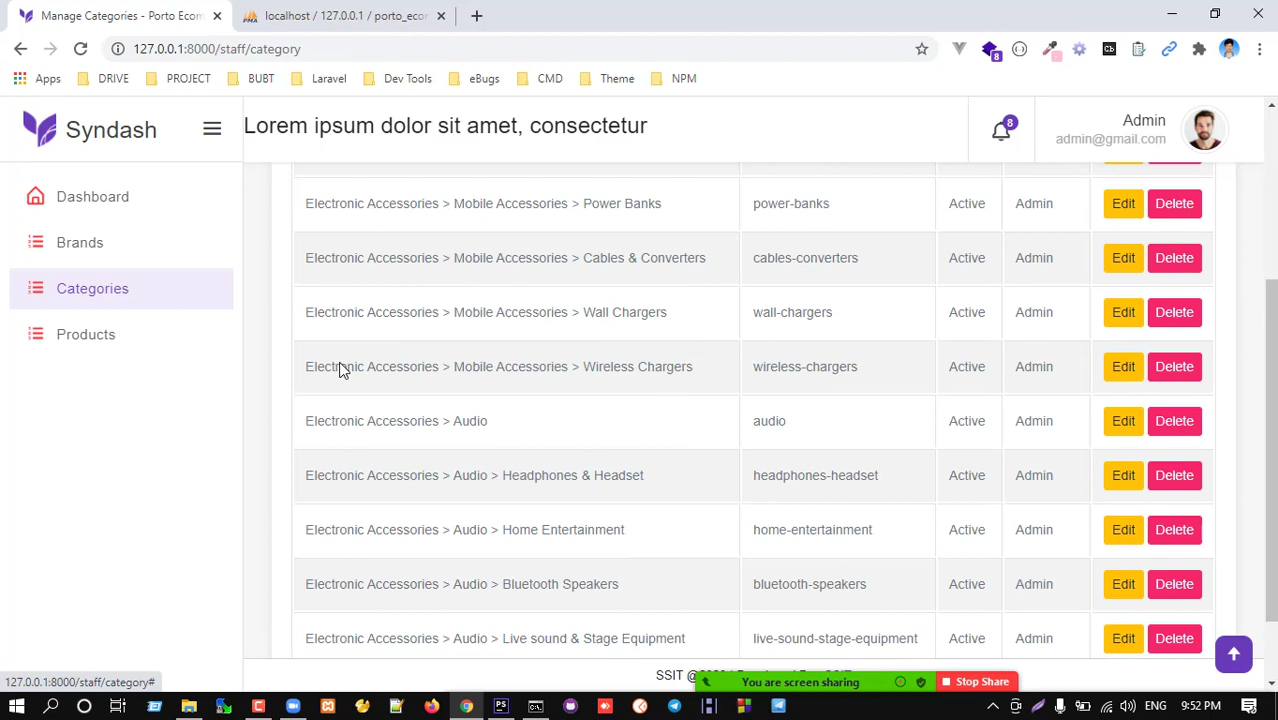 Manage Categories - Porto Ecom
localhost / 127.0.0.1 / porto_eco
127.0.0.1:8000/staff/category
Apps
DRIVE
PROJECT
BUBT
Laravel
Dev Tools
eBugs
CMD
Theme
NPM
8
Syndash
Lorem ipsum dolor sit amet, consectetur
8
Admin
admin@gmail.com
Dashboard
Brands
Categories
Products
Electronic Accessories > Mobile Accessories > Power Banks power-banks Active Admin Edit Delete
Electronic Accessories > Mobile Accessories > Cables & Converters cables-converters Active Admin Edit Delete
Electronic Accessories > Mobile Accessories > Wall Chargers wall-chargers Active Admin Edit Delete
Electronic Accessories > Mobile Accessories > Wireless Chargers wireless-chargers Active Admin Edit Delete
Electronic Accessories > Audio audio Active Admin Edit Delete
Electronic Accessories > Audio > Headphones & Headset headphones-headset Active Admin Edit Delete
Electronic Accessories > Audio > Home Entertainment home-entertainment Active Admin Edit Delete
Electronic Accessories > Audio > Bluetooth Speakers bluetooth-speakers Active Admin Edit Delete
Electronic Accessories > Audio > Live sound & Stage Equipment live-sound-stage-equipment Active Admin Edit Delete
127.0.0.1:8000/staff/category#
SSIT
You are screen sharing
Stop Share
ENG
9:52 PM